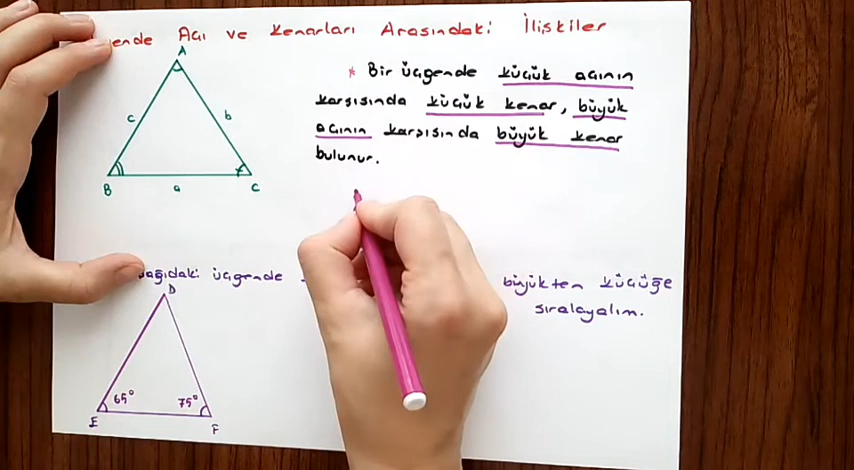 ende Açı ve Kenarları Arasındaki İlişkiler
A
* Bir üçgende küçük açının
karşısında küçük kenar, büyük
c
b
açının karşısında büyük kenar
bulunur.
B
a
C
şağıdaki üçgende
büyükten küçüğe
D
sıralayalım.
65°
75°
E
F